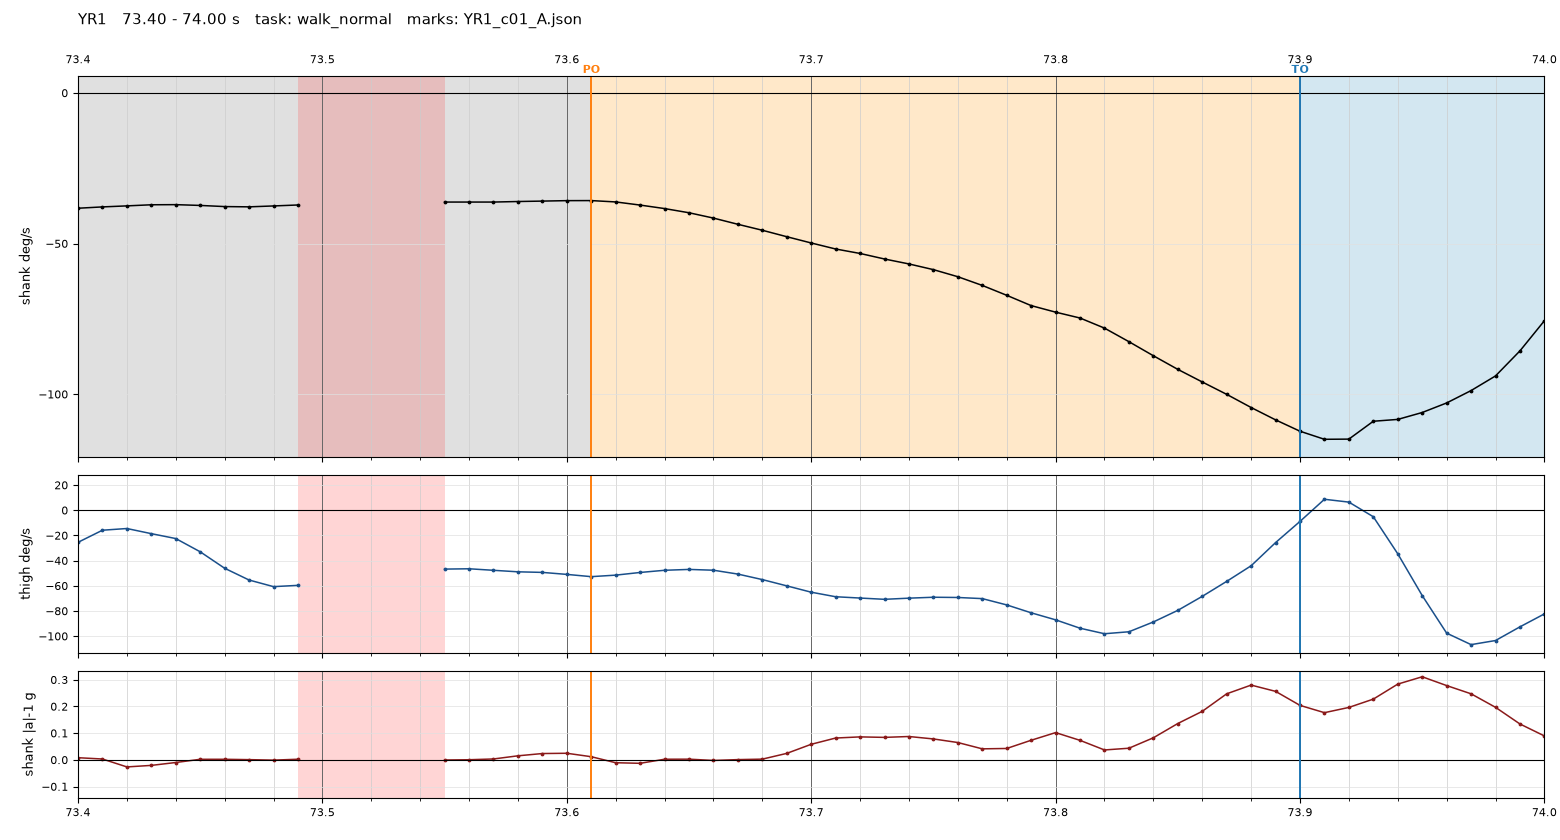 YR1   73.40 - 74.00 s   task: walk_normal   marks: YR1_c01_A.json
73.4 73.5 73.6 73.7 73.8 73.9 74.0
PO TO
0
−50
−100
shank deg/s
20
0
−20
−40
−60
−80
−100
thigh deg/s
0.3
0.2
0.1
0.0
−0.1
shank |a|-1 g
73.4 73.5 73.6 73.7 73.8 73.9 74.0